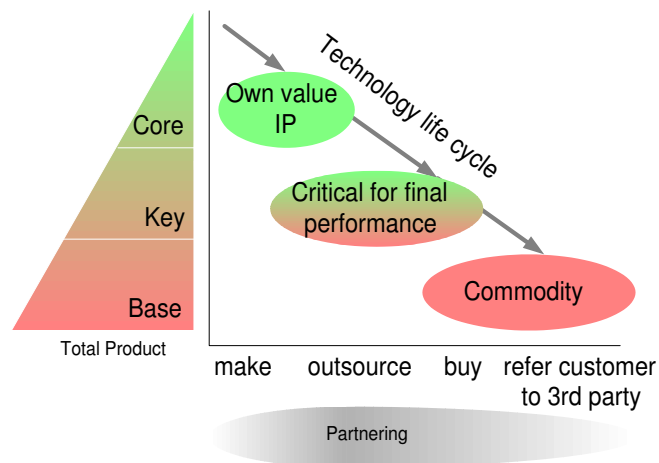 Own value
IP
Technology life cycle
Core
Critical for final
performance
Key
Commodity
Base
Total Product
make outsource buy refer customer
to 3rd party
Partnering